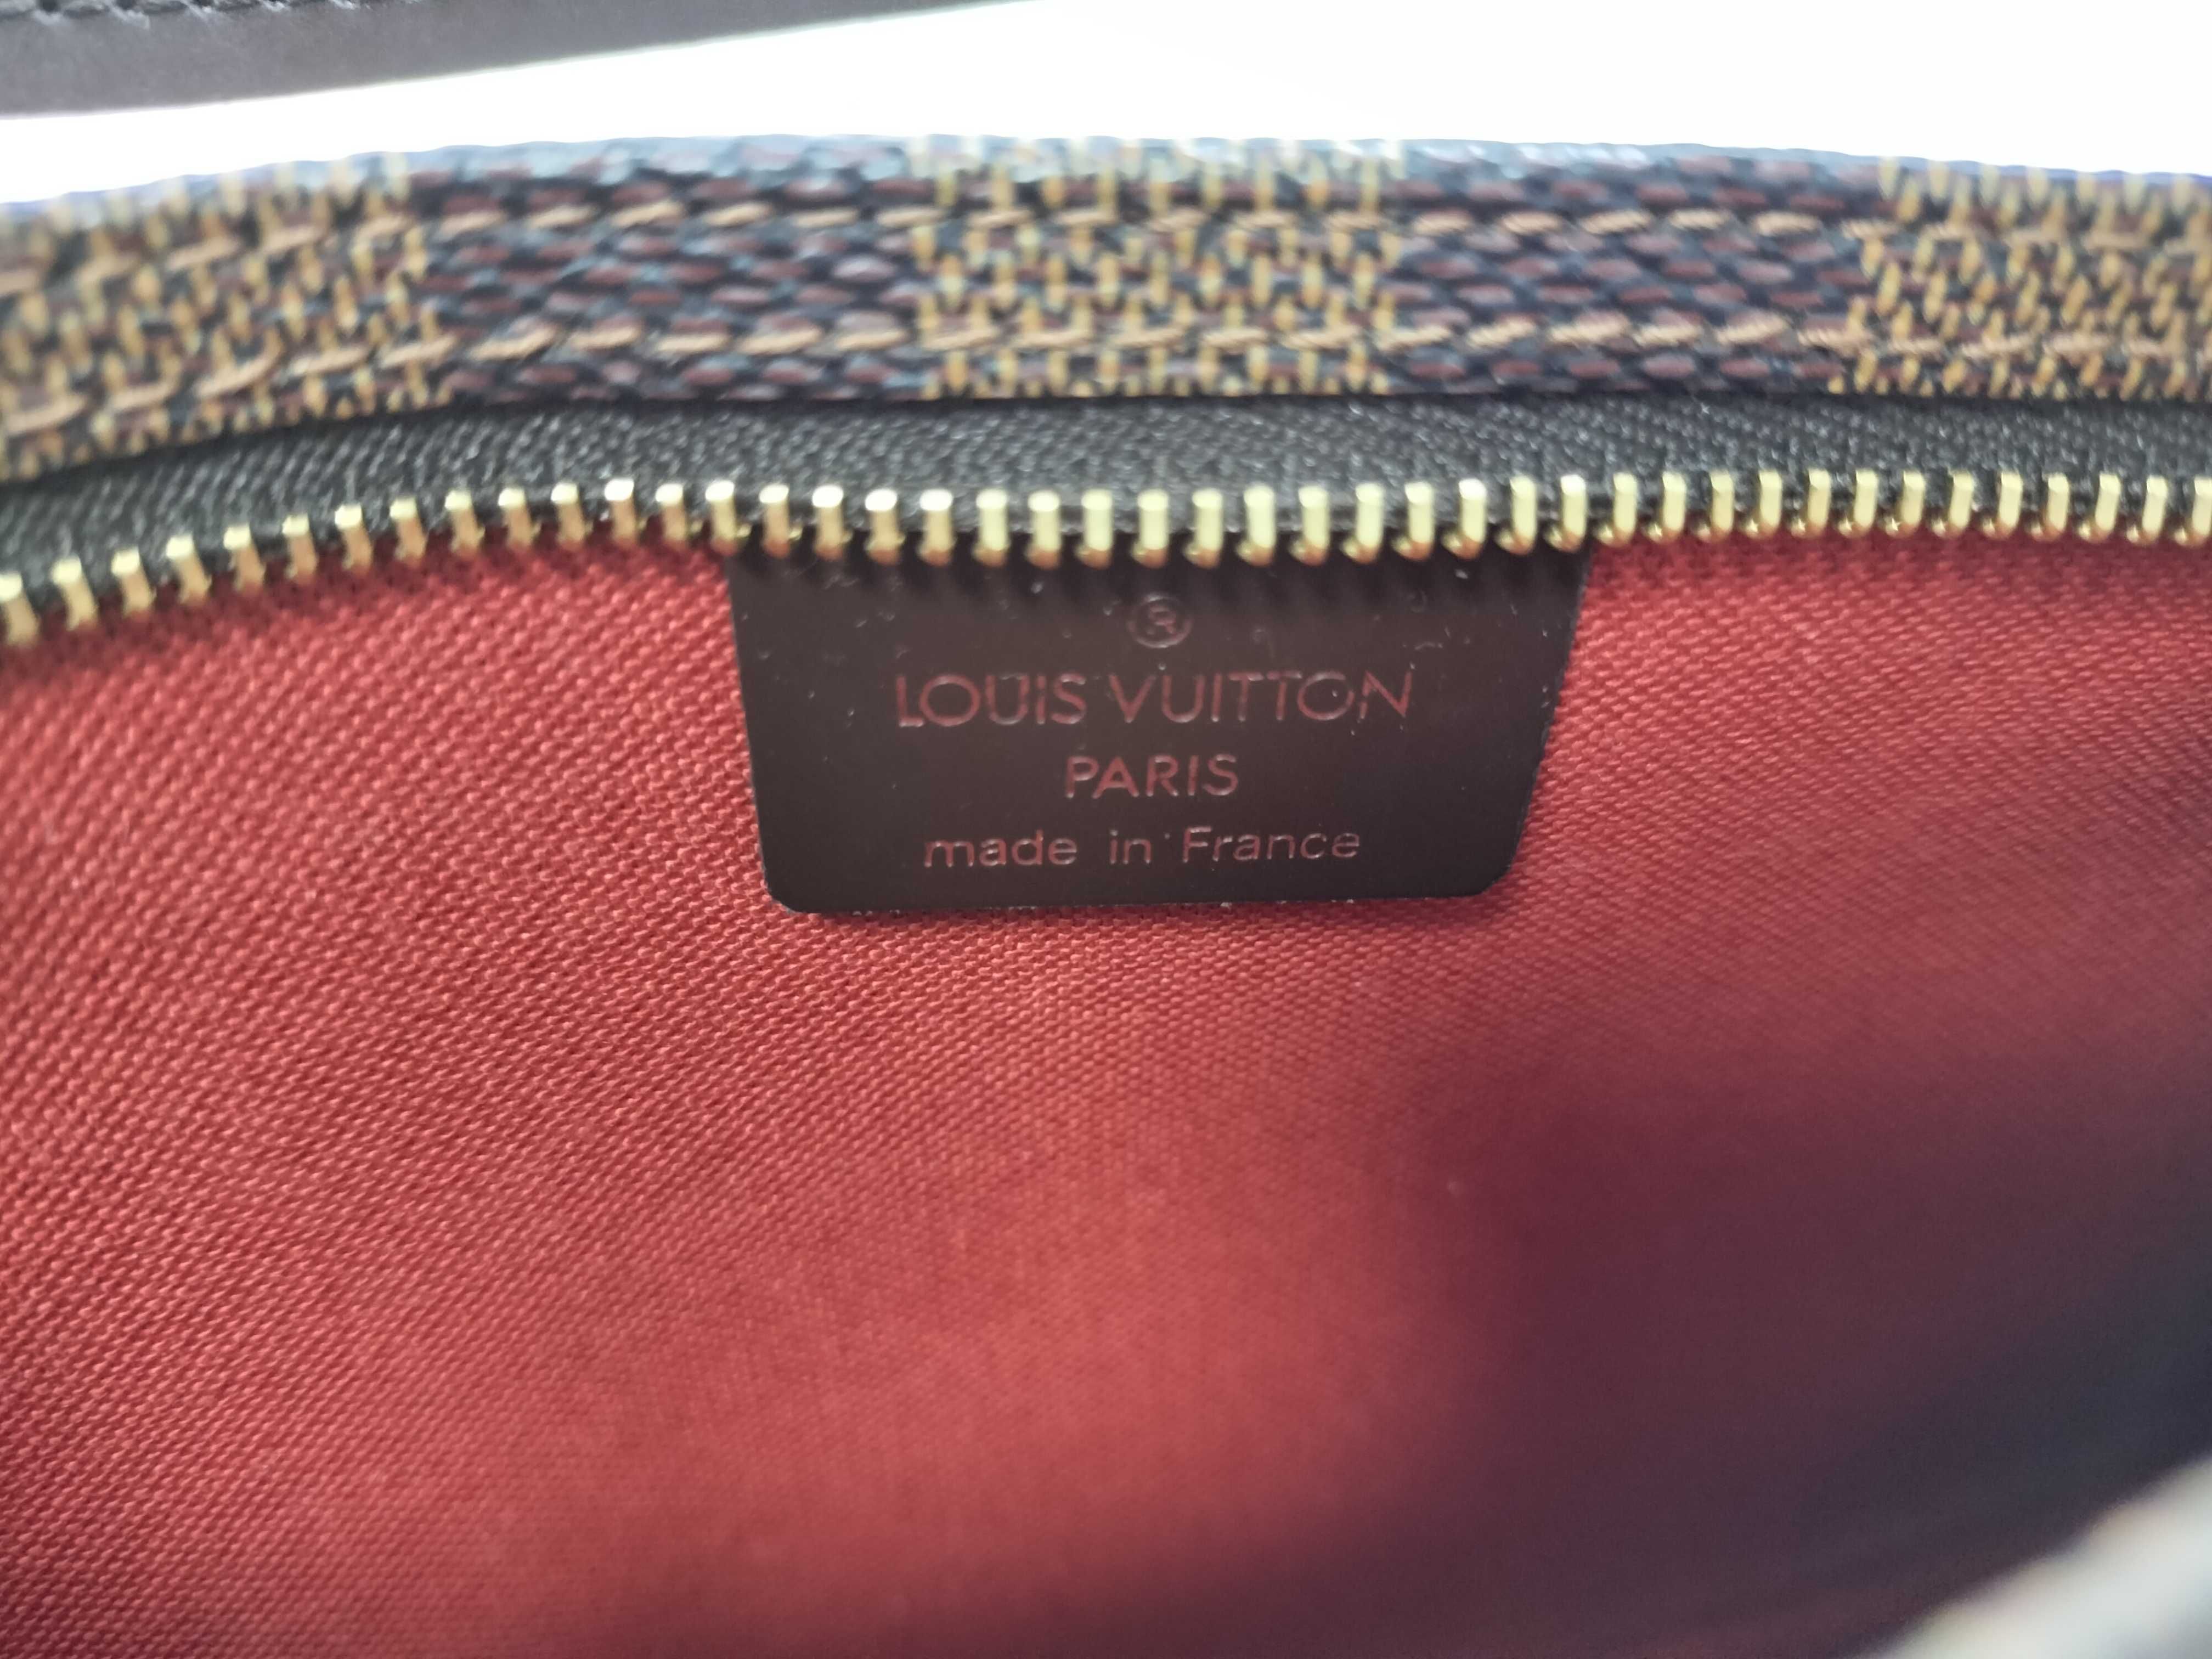 ®
LOUIS VUITTON
PARIS
made in France